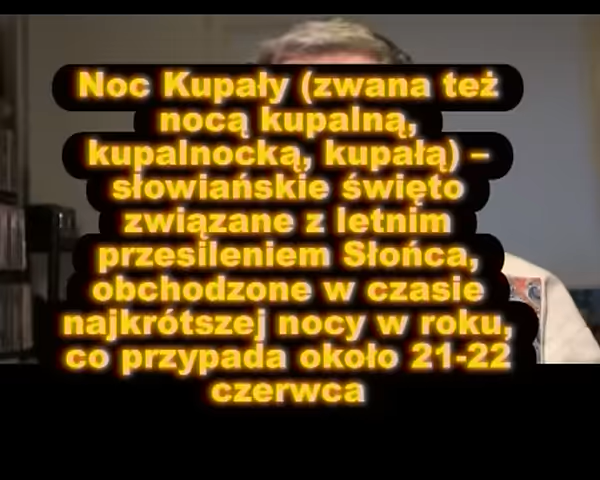 Noc Kupały (zwana też
nocą kupalną,
kupalnocką, kupałą) –
słowiańskie święto
związane z letnim
przesileniem Słońca,
obchodzone w czasie
najkrótszej nocy w roku,
co przypada około 21-22
czerwca